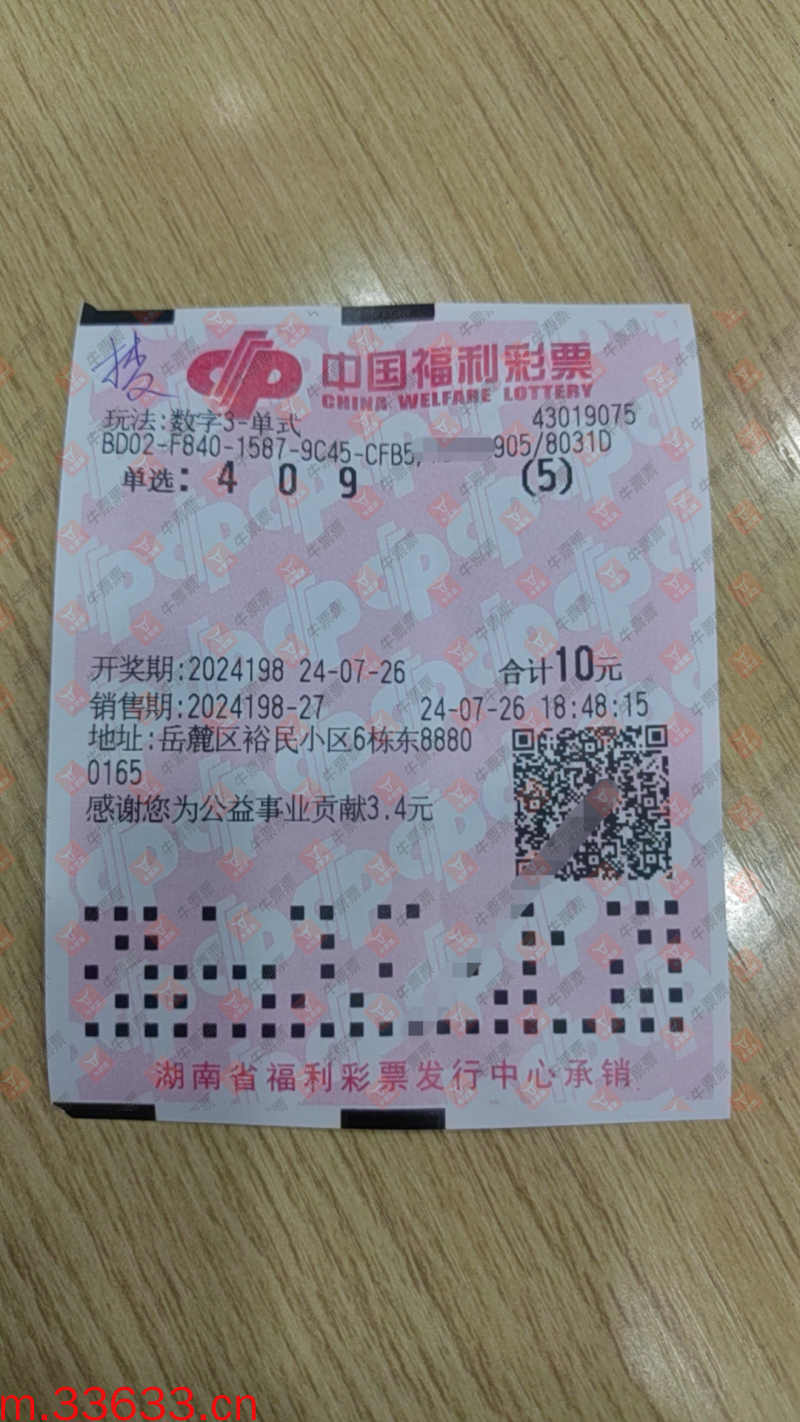 中国福利彩票
CHINA WELFARE LOTTERY
玩法:数字3-单式 43019075
BD02-F840-1587-9C45-CFB5, 905/8031D
单选: 4 0 9 (5)
开奖期:2024198 24-07-26 合计10元
销售期:2024198-27 24-07-26 18:48:15
地址:岳麓区裕民小区6栋东8880
0165
感谢您为公益事业贡献3.4元
湖南省福利彩票发行中心承销
m.33633.cn